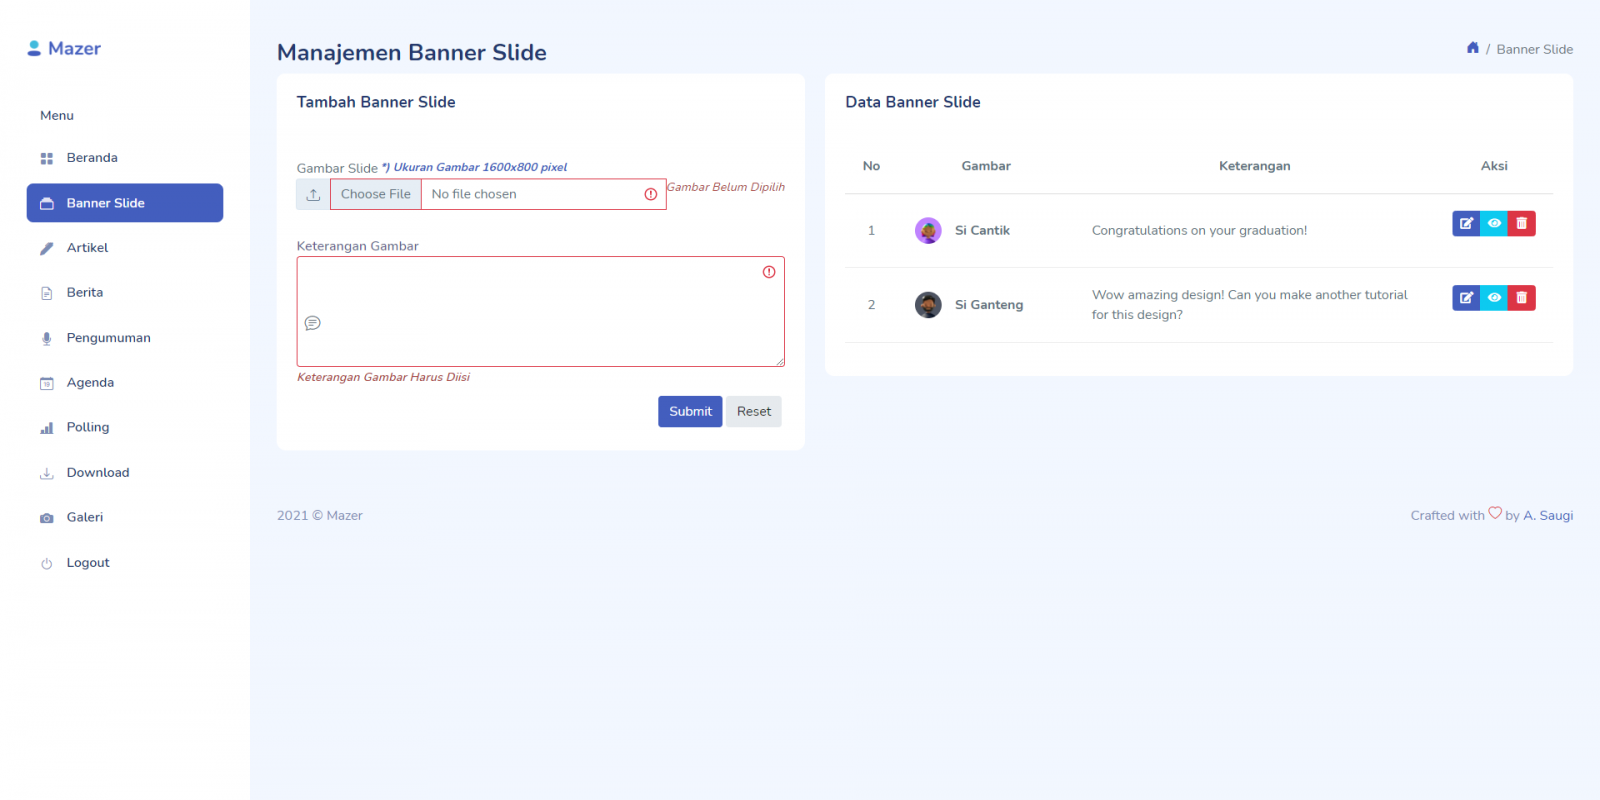 Mazer
Menu
Beranda
Banner Slide
Artikel
Berita
Pengumuman
Agenda
Polling
Download
Galeri
Logout
Manajemen Banner Slide
/ Banner Slide
Tambah Banner Slide
Gambar Slide *) Ukuran Gambar 1600x800 pixel
Choose File No file chosen
Gambar Belum Dipilih
Keterangan Gambar
Keterangan Gambar Harus Diisi
Submit Reset
Data Banner Slide
No Gambar Keterangan Aksi
1 Si Cantik Congratulations on your graduation!
2 Si Ganteng Wow amazing design! Can you make another tutorial
for this design?
2021 © Mazer
Crafted with by A. Saugi